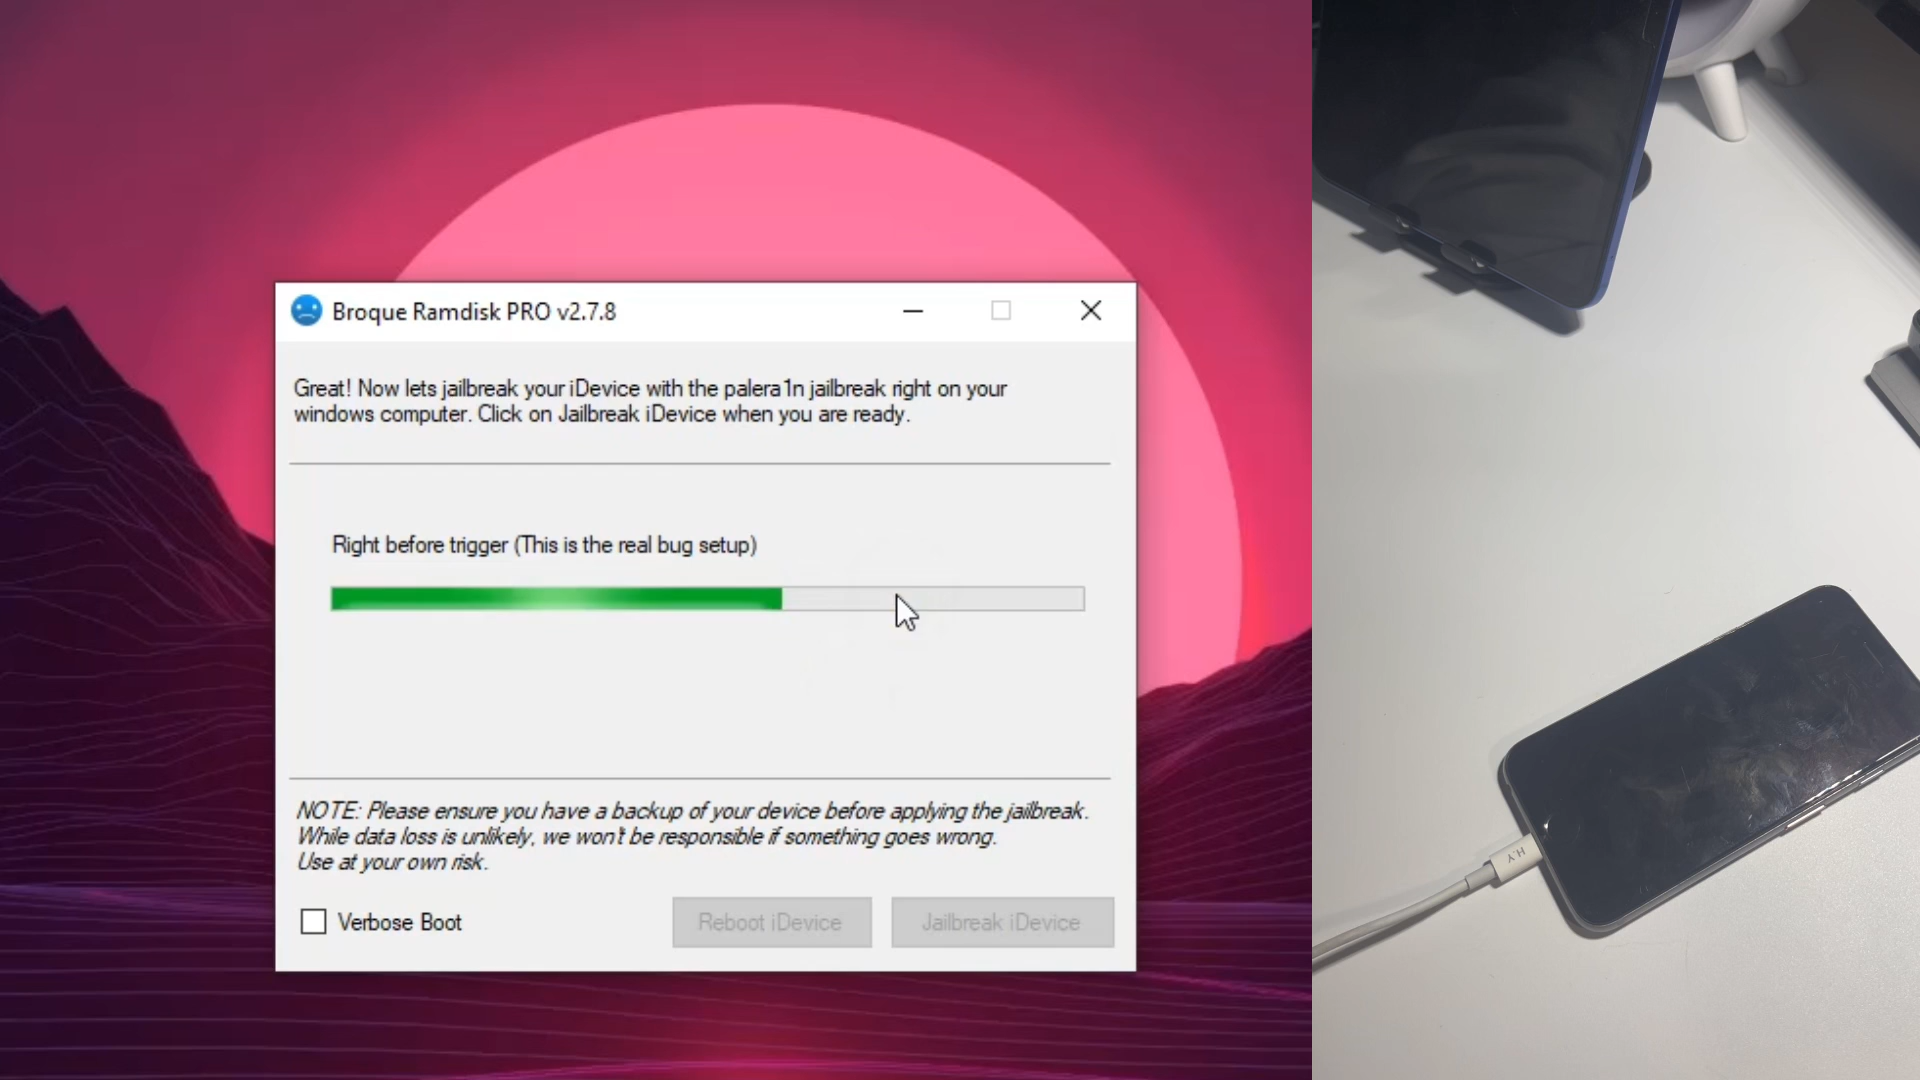 Broque Ramdisk PRO v2.7.8
Great! Now lets jailbreak your iDevice with the palera1n jailbreak right on your
windows computer. Click on Jailbreak iDevice when you are ready.
Right before trigger (This is the real bug setup)
NOTE: Please ensure you have a backup of your device before applying the jailbreak.
While data loss is unlikely, we won't be responsible if something goes wrong.
Use at your own risk.
Verbose Boot
Reboot iDevice
Jailbreak iDevice
H.Y